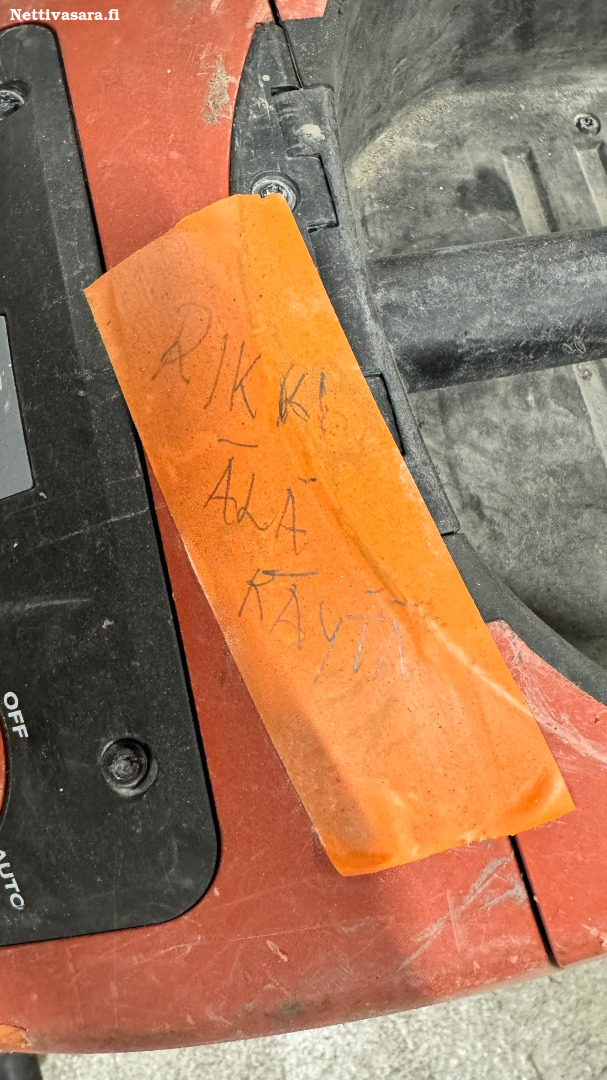 Nettivasara.fi
RIKKI
ÄLÄ
KÄYTÄ
OFF
AUTO